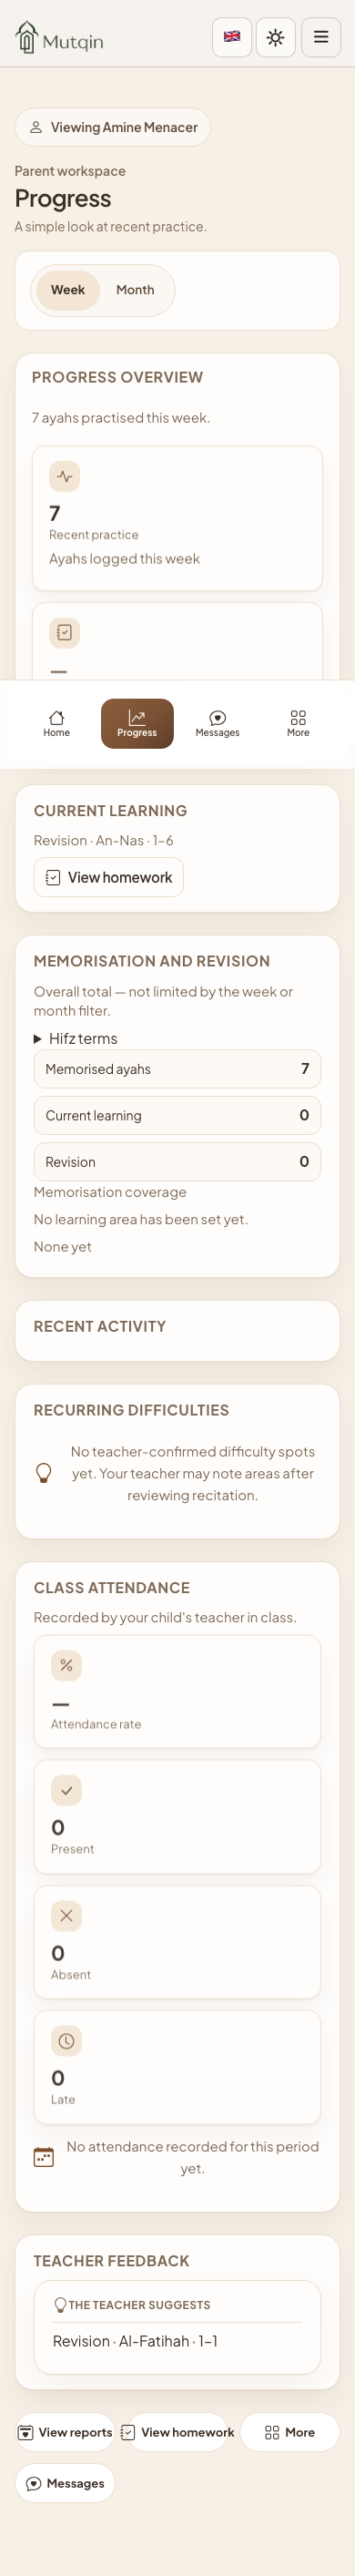 Mutqin
Viewing Amine Menacer
Parent workspace
Progress
A simple look at recent practice.
Week
Month
PROGRESS OVERVIEW
7 ayahs practised this week.
7
Recent practice
Ayahs logged this week
—
Home
Progress
Messages
More
CURRENT LEARNING
Revision · An-Nas · 1–6
View homework
MEMORISATION AND REVISION
Overall total — not limited by the week or
month filter.
Hifz terms
Memorised ayahs 7
Current learning 0
Revision 0
Memorisation coverage
No learning area has been set yet.
None yet
RECENT ACTIVITY
RECURRING DIFFICULTIES
No teacher-confirmed difficulty spots
yet. Your teacher may note areas after
reviewing recitation.
CLASS ATTENDANCE
Recorded by your child's teacher in class.
—
Attendance rate
0
Present
0
Absent
0
Late
No attendance recorded for this period
yet.
TEACHER FEEDBACK
THE TEACHER SUGGESTS
Revision · Al-Fatihah · 1–1
View reports
View homework
More
Messages